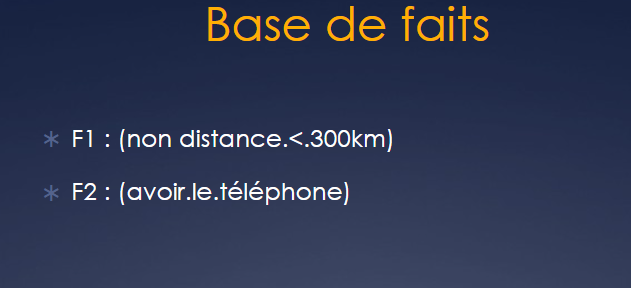 Base de faits
* F1 : (non distance.<.300km)
* F2 : (avoir.le.téléphone)